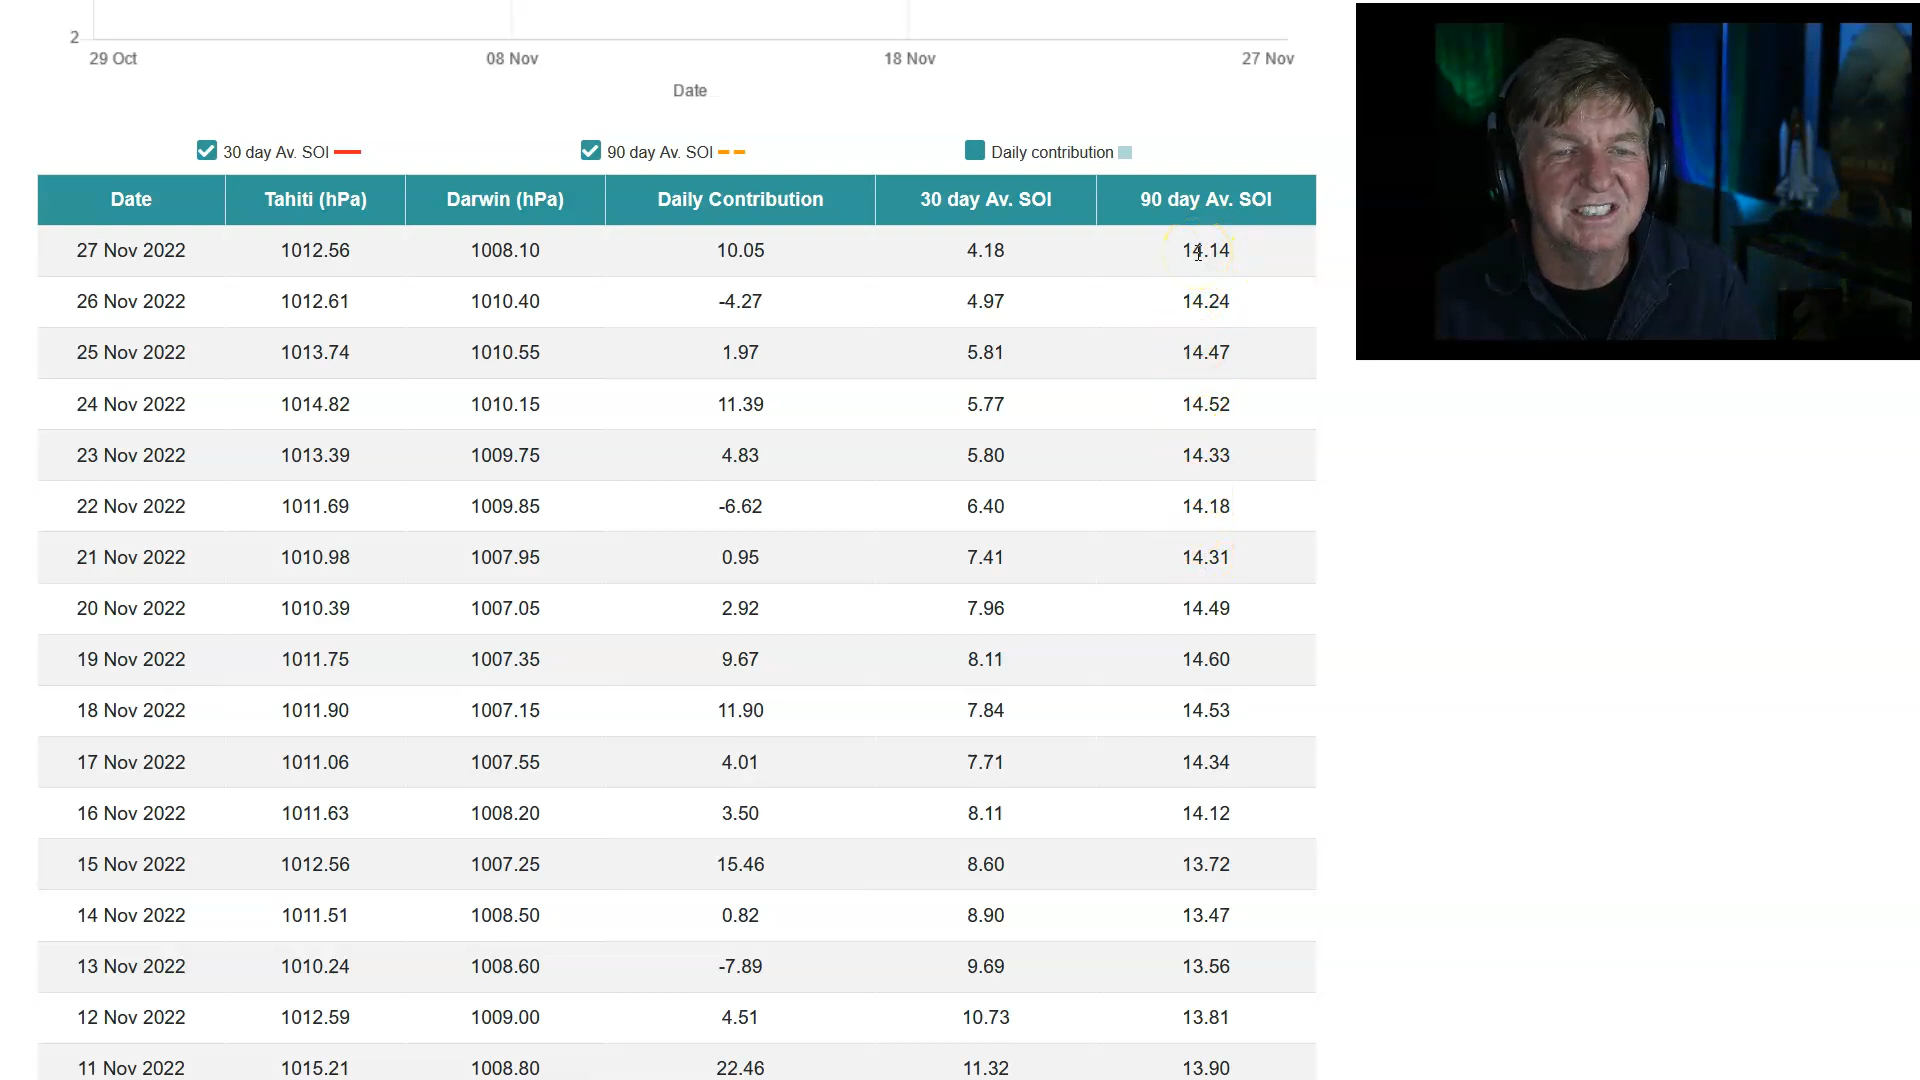 2
29 Oct 08 Nov 18 Nov 27 Nov
Date
30 day Av. SOI 90 day Av. SOI Daily contribution
Date Tahiti (hPa) Darwin (hPa) Daily Contribution 30 day Av. SOI 90 day Av. SOI
27 Nov 2022 1012.56 1008.10 10.05 4.18 14.14
26 Nov 2022 1012.61 1010.40 -4.27 4.97 14.24
25 Nov 2022 1013.74 1010.55 1.97 5.81 14.47
24 Nov 2022 1014.82 1010.15 11.39 5.77 14.52
23 Nov 2022 1013.39 1009.75 4.83 5.80 14.33
22 Nov 2022 1011.69 1009.85 -6.62 6.40 14.18
21 Nov 2022 1010.98 1007.95 0.95 7.41 14.31
20 Nov 2022 1010.39 1007.05 2.92 7.96 14.49
19 Nov 2022 1011.75 1007.35 9.67 8.11 14.60
18 Nov 2022 1011.90 1007.15 11.90 7.84 14.53
17 Nov 2022 1011.06 1007.55 4.01 7.71 14.34
16 Nov 2022 1011.63 1008.20 3.50 8.11 14.12
15 Nov 2022 1012.56 1007.25 15.46 8.60 13.72
14 Nov 2022 1011.51 1008.50 0.82 8.90 13.47
13 Nov 2022 1010.24 1008.60 -7.89 9.69 13.56
12 Nov 2022 1012.59 1009.00 4.51 10.73 13.81
11 Nov 2022 1015.21 1008.80 22.46 11.32 13.90